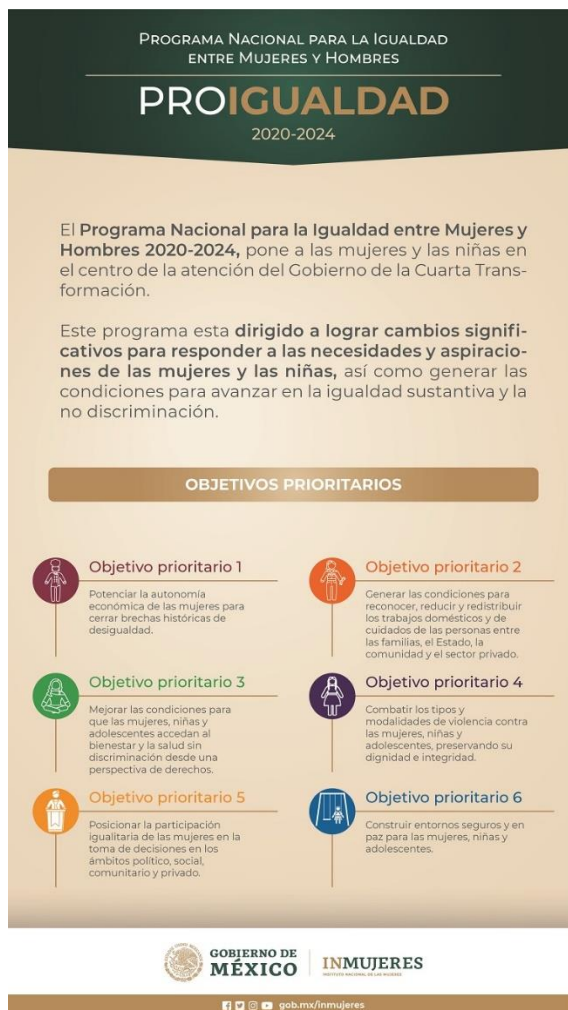 PROGRAMA NACIONAL PARA LA IGUALDAD
ENTRE MUJERES Y HOMBRES
PROIGUALDAD
2020-2024
El Programa Nacional para la Igualdad entre Mujeres y
Hombres 2020-2024, pone a las mujeres y las niñas en
el centro de la atención del Gobierno de la Cuarta Trans-
formación.
Este programa esta dirigido a lograr cambios signifi-
cativos para responder a las necesidades y aspiracio-
nes de las mujeres y las niñas, así como generar las
condiciones para avanzar en la igualdad sustantiva y la
no discriminación.
OBJETIVOS PRIORITARIOS
Objetivo prioritario 1
Potenciar la autonomía
económica de las mujeres para
cerrar brechas históricas de
desigualdad.
Objetivo prioritario 2
Generar las condiciones para
reconocer, reducir y redistribuir
los trabajos domésticos y de
cuidados de las personas entre
las familias, el Estado, la
comunidad y el sector privado.
Objetivo prioritario 3
Mejorar las condiciones para
que las mujeres, niñas y
adolescentes accedan al
bienestar y la salud sin
discriminación desde una
perspectiva de derechos.
Objetivo prioritario 4
Combatir los tipos y
modalidades de violencia contra
las mujeres, niñas y
adolescentes, preservando su
dignidad e integridad.
Objetivo prioritario 5
Posicionar la participación
igualitaria de las mujeres en la
toma de decisiones en los
ámbitos político, social,
comunitario y privado.
Objetivo prioritario 6
Construir entornos seguros y en
paz para las mujeres, niñas y
adolescentes.
GOBIERNO DE
MÉXICO
INMUJERES
INSTITUTO NACIONAL DE LAS MUJERES
gob.mx/inmujeres